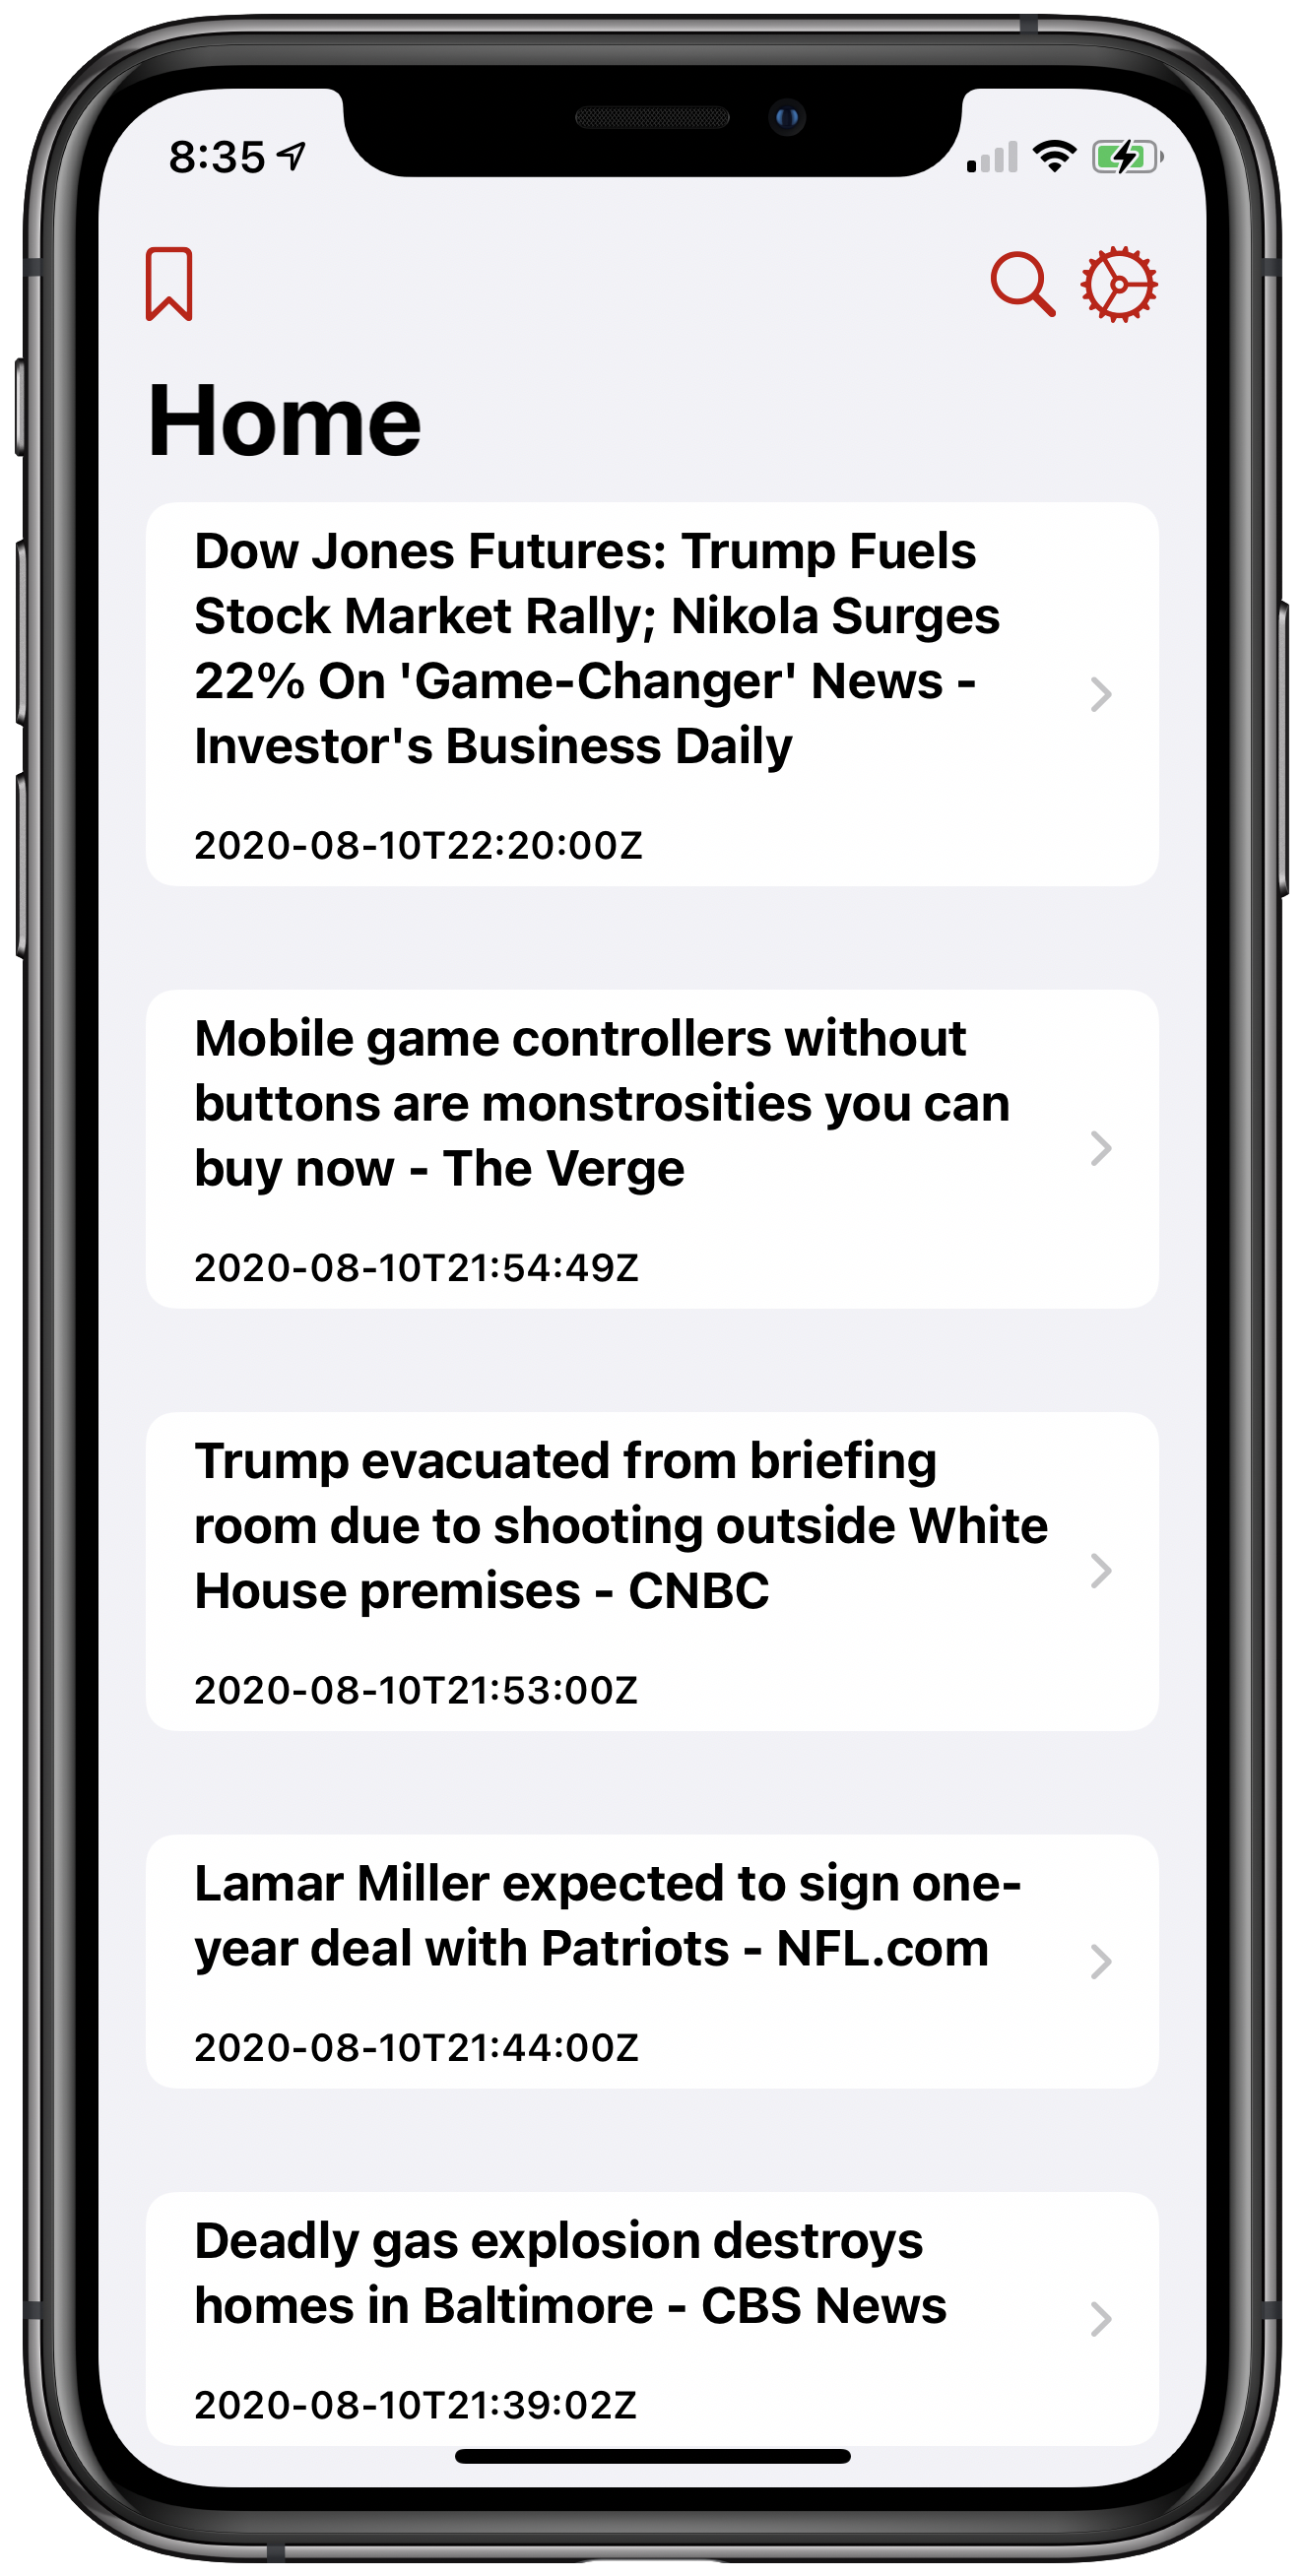 8:35
Home
Dow Jones Futures: Trump Fuels
Stock Market Rally; Nikola Surges
22% On 'Game-Changer' News -
Investor's Business Daily
2020-08-10T22:20:00Z
Mobile game controllers without
buttons are monstrosities you can
buy now - The Verge
2020-08-10T21:54:49Z
Trump evacuated from briefing
room due to shooting outside White
House premises - CNBC
2020-08-10T21:53:00Z
Lamar Miller expected to sign one-
year deal with Patriots - NFL.com
2020-08-10T21:44:00Z
Deadly gas explosion destroys
homes in Baltimore - CBS News
2020-08-10T21:39:02Z